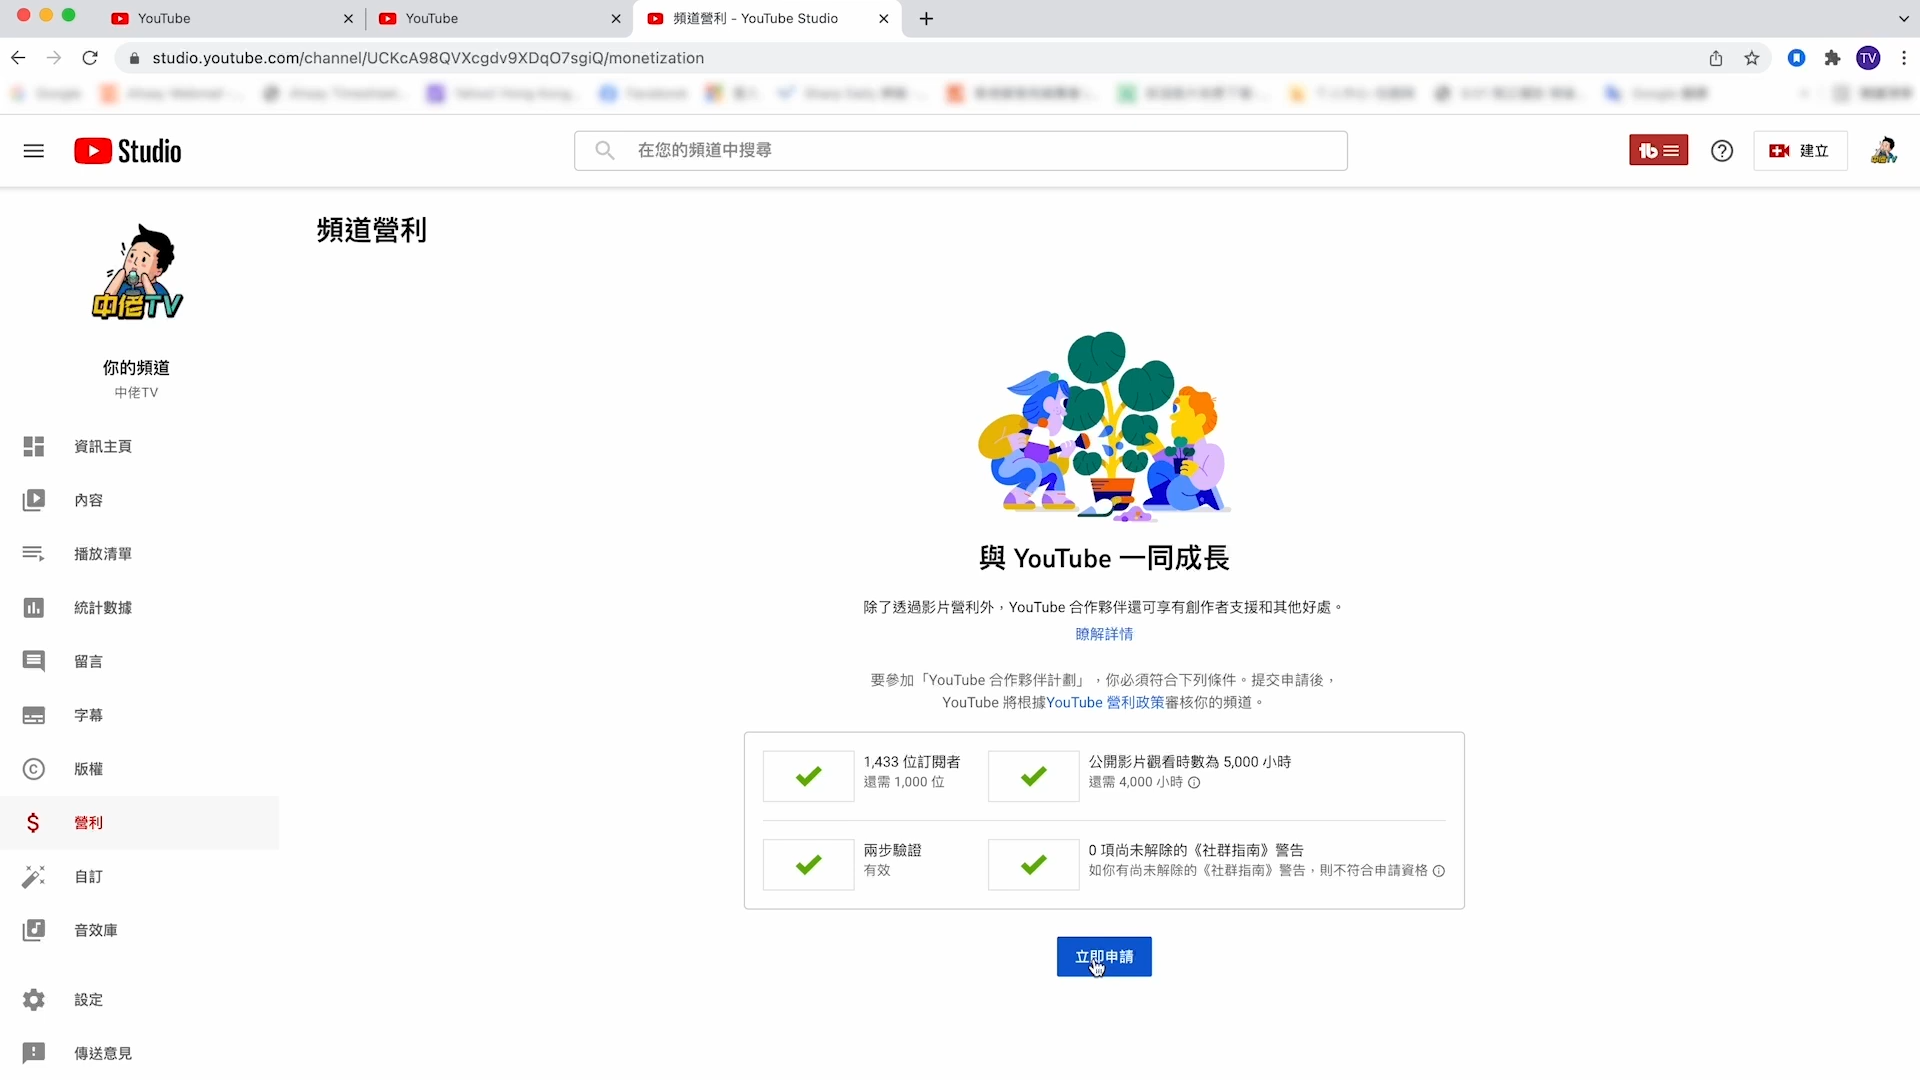 YouTube
YouTube
頻道營利 - YouTube Studio
studio.youtube.com/channel/UCKcA98QVXcgdv9XDqO7sgiQ/monetization
TV
Studio
在您的頻道中搜尋
建立
中佬TV
頻道營利
中佬TV
你的頻道
中佬TV
資訊主頁
內容
播放清單
統計數據
留言
字幕
版權
營利
自訂
音效庫
設定
傳送意見
與 YouTube 一同成長
除了透過影片營利外，YouTube 合作夥伴還可享有創作者支援和其他好處。
瞭解詳情
要參加「YouTube 合作夥伴計劃」，你必須符合下列條件。提交申請後，
YouTube 將根據YouTube 營利政策審核你的頻道。
1,433 位訂閱者
還需 1,000 位
公開影片觀看時數為 5,000 小時
還需 4,000 小時
兩步驗證
有效
0 項尚未解除的《社群指南》警告
如你有尚未解除的《社群指南》警告，則不符合申請資格
立即申請